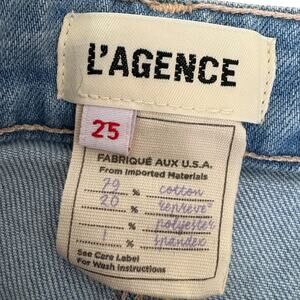 L'AGENCE
25
FABRIQUÉ AUX U.S.A.
From Imported Materials
79 % cotton
20 % repreve
% polyester
1 % spandex
See Care Label
For Wash Instructions